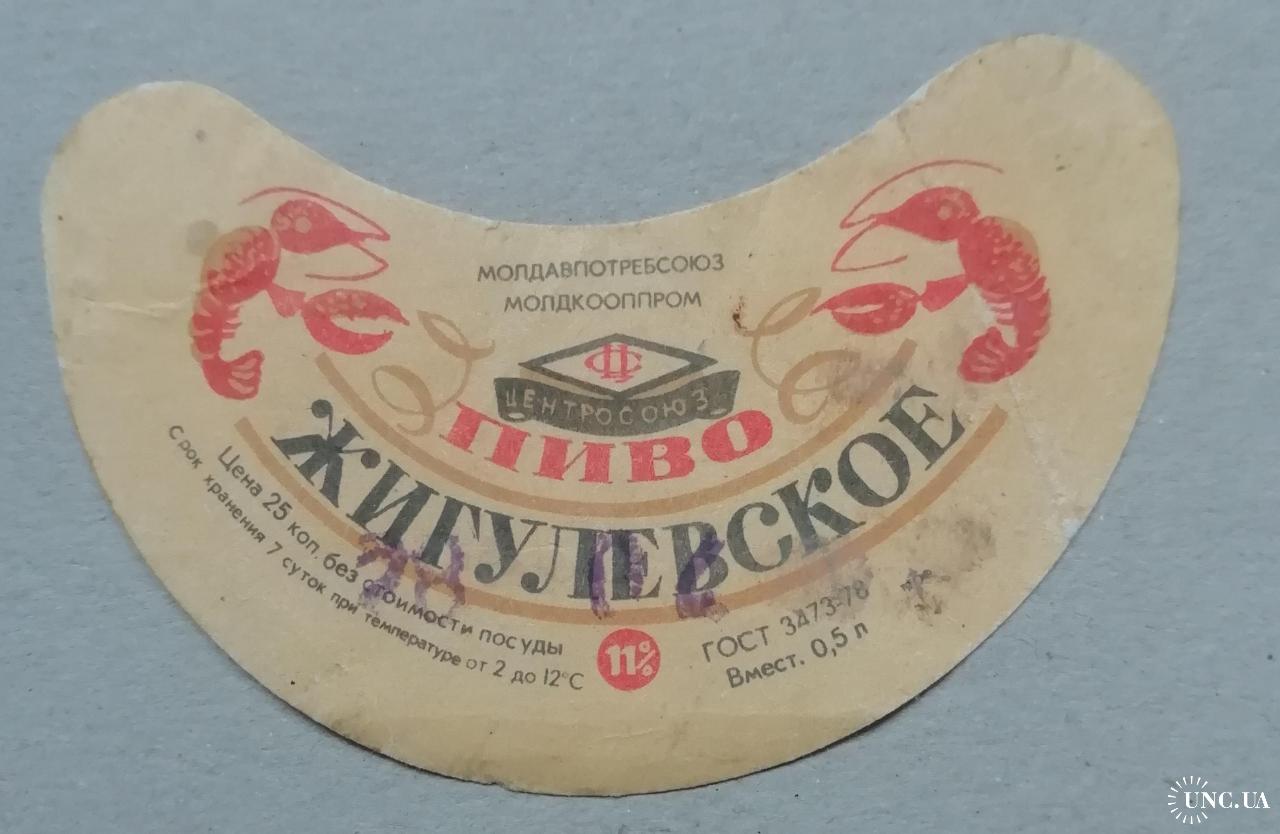 МОЛДАВПОТРЕБСОЮЗ
МОЛДКООППРОМ
ЦЕНТРОСОЮЗ
ПИВО
ЖИГУЛЕВСКОЕ
Цена 25 коп. без стоимости посуды
Срок хранения 7 суток при температуре от 2 до 12°С
11%
ГОСТ 3473-78
Вмест. 0,5 л
UNC.UA